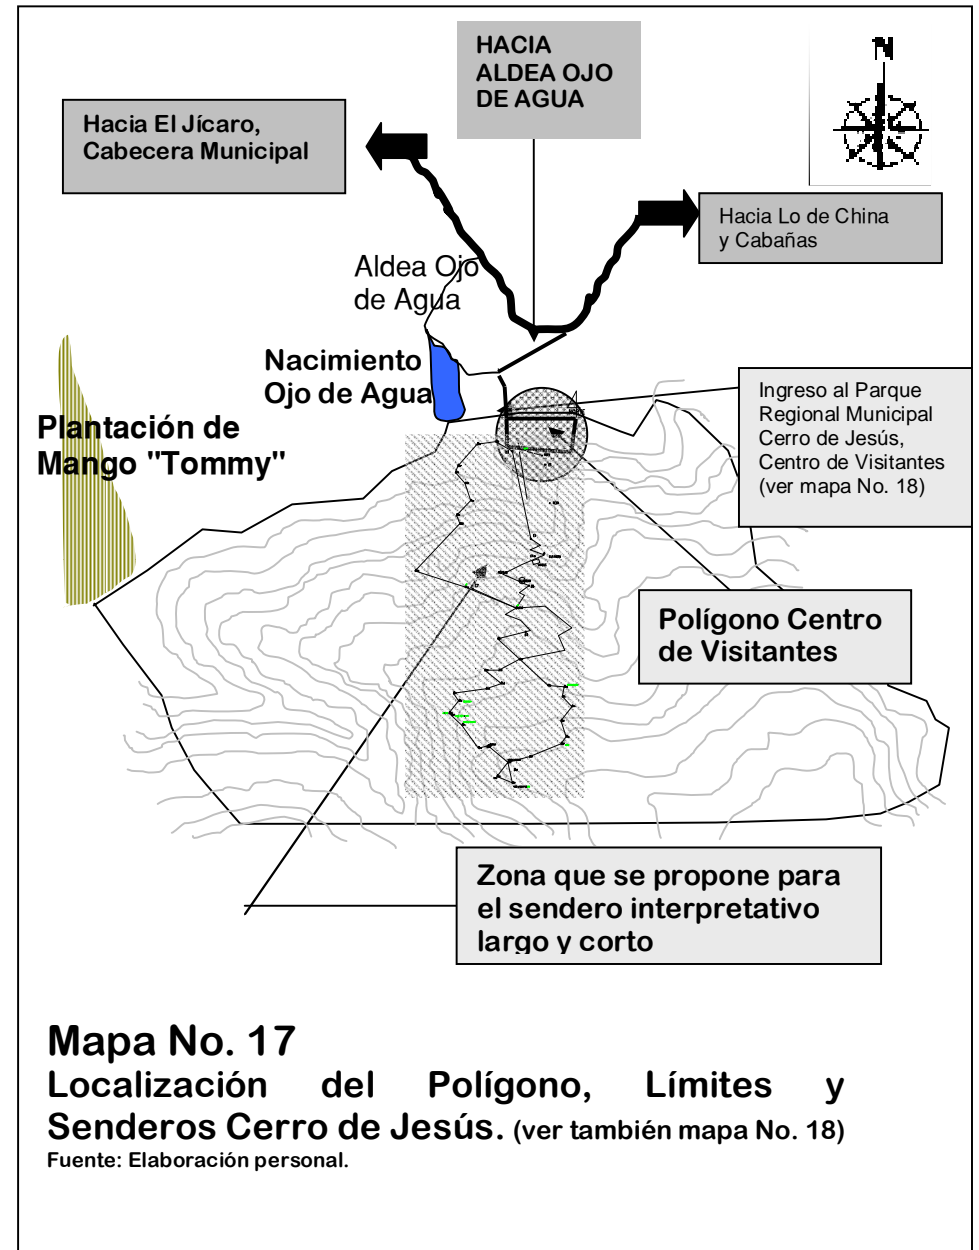 HACIA
ALDEA OJO
DE AGUA
N
Hacia El Jícaro,
Cabecera Municipal
Hacia Lo de China
y Cabañas
Aldea Ojo
de Agua
Nacimiento
Ojo de Agua
Plantación de
Mango "Tommy"
Ingreso al Parque
Regional Municipal
Cerro de Jesús,
Centro de Visitantes
(ver mapa No. 18)
Polígono Centro
de Visitantes
Zona que se propone para
el sendero interpretativo
largo y corto
Mapa No. 17
Localización del Polígono, Límites y
Senderos Cerro de Jesús. (ver también mapa No. 18)
Fuente: Elaboración personal.